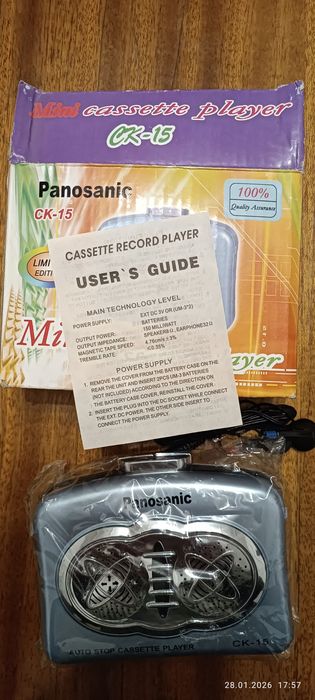 Mini cassette player
CK-15
Panosanic
CK-15
100%
Quality Assurance
LIMI
EDITI
CASSETTE RECORD PLAYER
USER`S GUIDE
MAIN TECHNOLOGY LEVEL
POWER SUPPLY: EXT DC 3V OR (UM-3*2)
BATTERIES
OUTPUT POWER: 150 MILLIWATT
OUTPUT IMPEDANCE: SPEAKER8Ω, EARPHONE32Ω
MAGNETIC TAPE SPEED: 4.76cm/s±3%
TREMBLE RATE: ≤0.35%
POWER SUPPLY
1. REMOVE THE COVER FROM THE BATTERY CASE ON THE
REAR THE UNIT AND INSERT 2PCS UM-3 BATTERIES
(NOT INCLUDED) ACCORDING TO THE DIRECTION ON
THE BATTERY CASE COVER, REINSTALL THE COVER.
2. INSERT THE PLUG INTO THE DC SOCKET WHILE CONNECT
THE EXT. DC POWER. THE OTHER SIDE INSERT TO
CONNECT THE POWER SUPPLY.
Mi
yer
Panosanic
AUTO STOP CASSETTE PLAYER
CK-15
28.01.2026 17:57